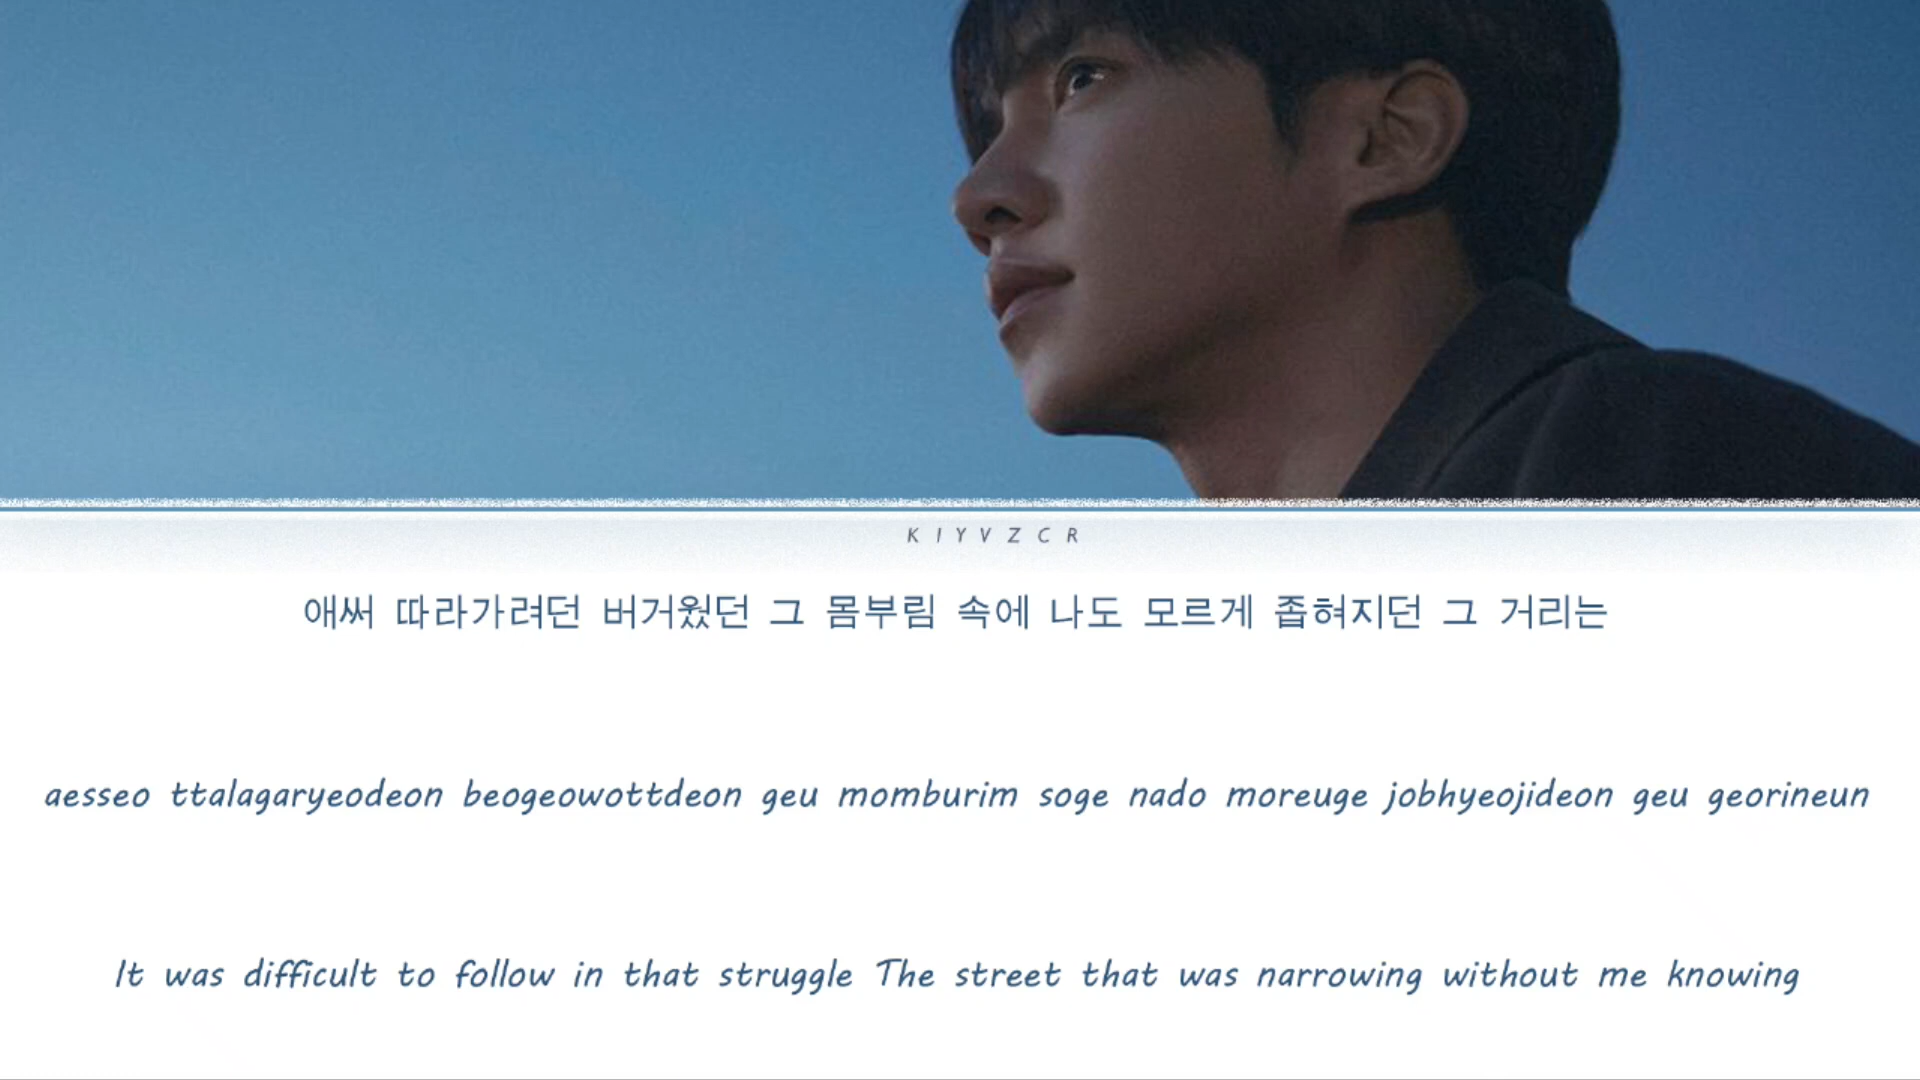 KIYVZCR
애써 따라가려던 버거웠던 그 몸부림 속에 나도 모르게 좁혀지던 그 거리는
aesseo ttalagaryeodeon beogeowottdeon geu momburim soge nado moreuge jobhyeojideon geu georineun
It was difficult to follow in that struggle The street that was narrowing without me knowing